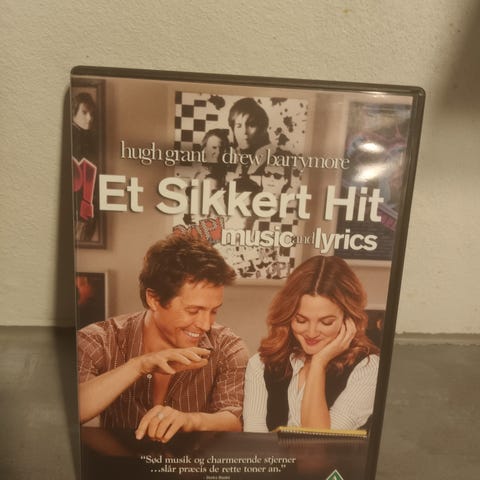 hugh grant drew barrymore
Et Sikkert Hit
music and lyrics
"Sød musik og charmerende stjerner
...slår præcis de rette toner an."